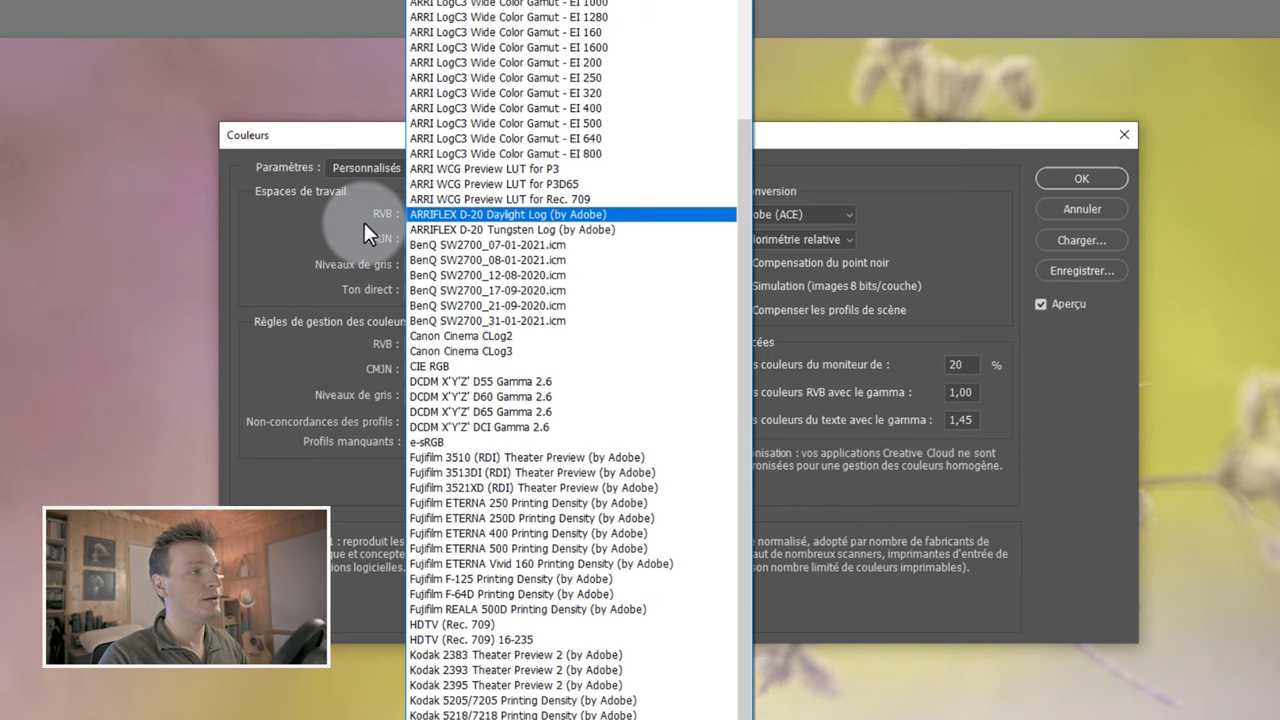 ARRI LogC3 Wide Color Gamut - EI 1000
ARRI LogC3 Wide Color Gamut - EI 1280
ARRI LogC3 Wide Color Gamut - EI 160
ARRI LogC3 Wide Color Gamut - EI 1600
ARRI LogC3 Wide Color Gamut - EI 200
ARRI LogC3 Wide Color Gamut - EI 250
ARRI LogC3 Wide Color Gamut - EI 320
ARRI LogC3 Wide Color Gamut - EI 400
ARRI LogC3 Wide Color Gamut - EI 500
ARRI LogC3 Wide Color Gamut - EI 640
ARRI LogC3 Wide Color Gamut - EI 800
ARRI WCG Preview LUT for P3
ARRI WCG Preview LUT for P3D65
ARRI WCG Preview LUT for Rec. 709
ARRIFLEX D-20 Daylight Log (by Adobe)
ARRIFLEX D-20 Tungsten Log (by Adobe)
BenQ SW2700_07-01-2021.icm
BenQ SW2700_08-01-2021.icm
BenQ SW2700_12-08-2020.icm
BenQ SW2700_17-09-2020.icm
BenQ SW2700_21-09-2020.icm
BenQ SW2700_31-01-2021.icm
Canon Cinema CLog2
Canon Cinema CLog3
CIE RGB
DCDM X'Y'Z' D55 Gamma 2.6
DCDM X'Y'Z' D60 Gamma 2.6
DCDM X'Y'Z' D65 Gamma 2.6
DCDM X'Y'Z' DCI Gamma 2.6
e-sRGB
Fujifilm 3510 (RDI) Theater Preview (by Adobe)
Fujifilm 3513DI (RDI) Theater Preview (by Adobe)
Fujifilm 3521XD (RDI) Theater Preview (by Adobe)
Fujifilm ETERNA 250 Printing Density (by Adobe)
Fujifilm ETERNA 250D Printing Density (by Adobe)
Fujifilm ETERNA 400 Printing Density (by Adobe)
Fujifilm ETERNA 500 Printing Density (by Adobe)
Fujifilm ETERNA Vivid 160 Printing Density (by Adobe)
Fujifilm F-125 Printing Density (by Adobe)
Fujifilm F-64D Printing Density (by Adobe)
Fujifilm REALA 500D Printing Density (by Adobe)
HDTV (Rec. 709)
HDTV (Rec. 709) 16-235
Kodak 2383 Theater Preview 2 (by Adobe)
Kodak 2393 Theater Preview 2 (by Adobe)
Kodak 2395 Theater Preview 2 (by Adobe)
Kodak 5205/7205 Printing Density (by Adobe)
Kodak 5218/7218 Printing Density (by Adobe)
Couleurs
Paramètres : Personnalisés
Espaces de travail
RVB :
Niveaux de gris :
Ton direct :
Règles de gestion des couleurs
RVB :
CMJN :
Niveaux de gris :
Non-concordances des profils :
Profils manquants :
1 : reproduit les
que et concepte
tions logicielles.
onversion
obe (ACE)
lorimétrie relative
Compensation du point noir
Simulation (images 8 bits/couche)
Compenser les profils de scène
cées
s couleurs du moniteur de : 20 %
couleurs RVB avec le gamma : 1,00
couleurs du texte avec le gamma : 1,45
onisation : vos applications Creative Cloud ne sont
ronisées pour une gestion des couleurs homogène.
e normalisé, adopté par nombre de fabricants de
aut de nombreux scanners, imprimantes d'entrée de
son nombre limité de couleurs imprimables).
OK
Annuler
Charger...
Enregistrer...
Aperçu